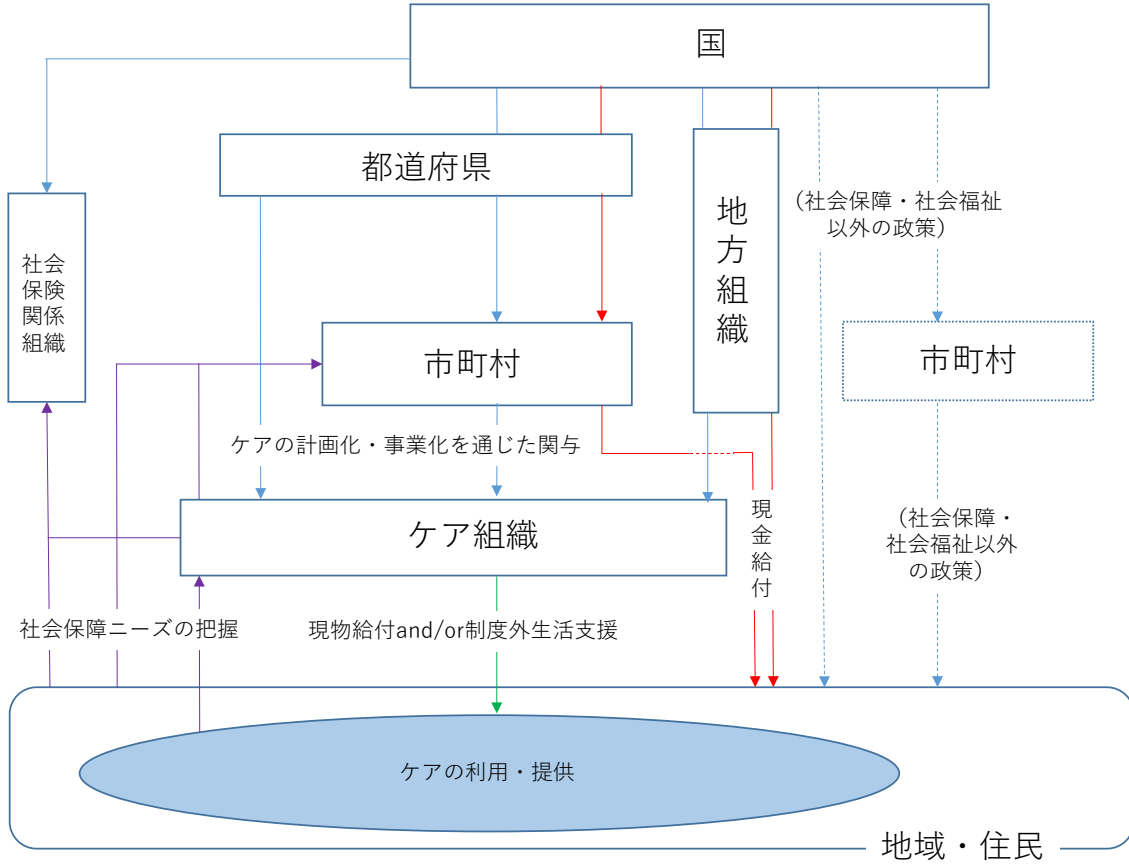 国
都道府県
地方組織
(社会保障・社会福祉
以外の政策)
社会
保険
関係
組織
市町村
市町村
ケアの計画化・事業化を通じた関与
ケア組織
現金給付
(社会保障・
社会福祉以外
の政策)
社会保障ニーズの把握
現物給付and/or制度外生活支援
ケアの利用・提供
地域・住民